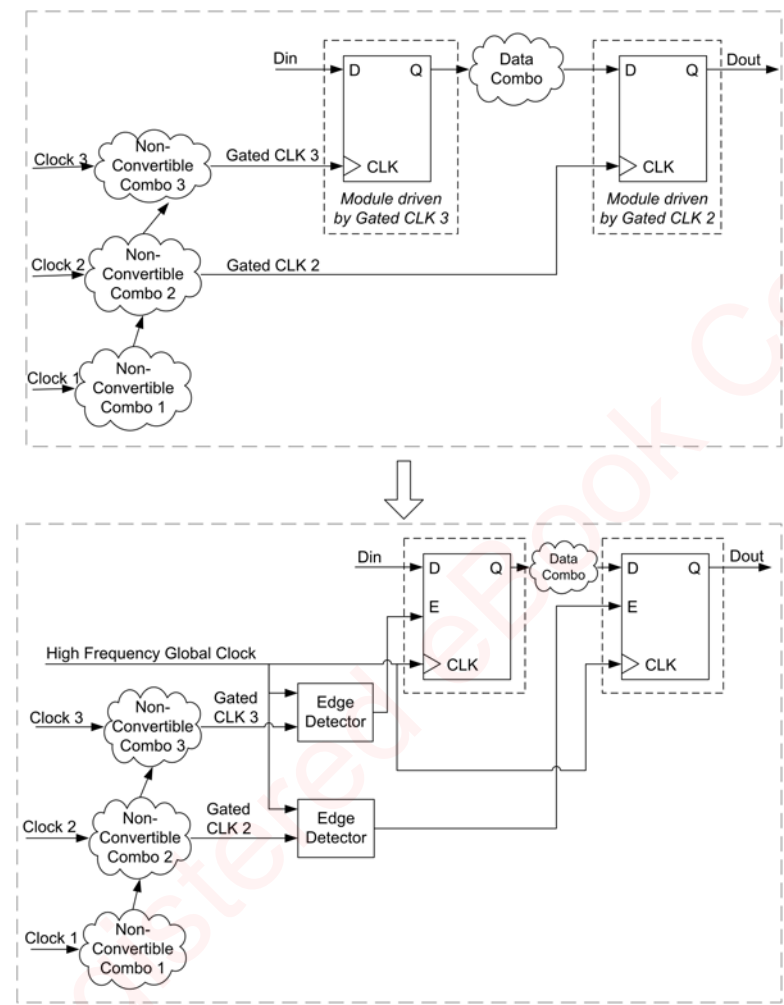 Din
D
Q
Data
Combo
D
Q
Dout
Clock 3
Non-
Convertible
Combo 3
Gated CLK 3
CLK
CLK
Module driven
by Gated CLK 3
Module driven
by Gated CLK 2
Clock 2
Non-
Convertible
Combo 2
Gated CLK 2
Clock 1
Non-
Convertible
Combo 1
Din
D
Q
Data
Combo
D
Q
Dout
E
E
High Frequency Global Clock
CLK
CLK
Clock 3
Non-
Convertible
Combo 3
Gated
CLK 3
Edge
Detector
Clock 2
Non-
Convertible
Combo 2
Gated
CLK 2
Edge
Detector
Clock 1
Non-
Convertible
Combo 1
eBook